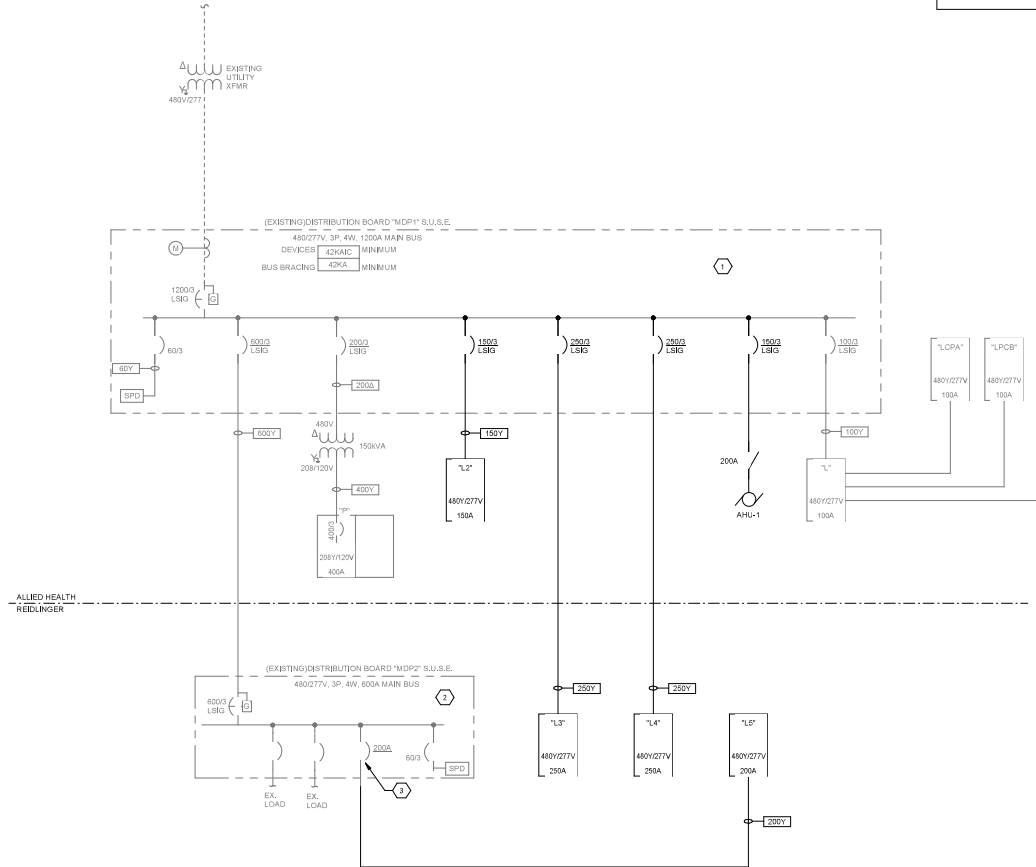 Δ
EXISTING
UTILITY
XFMR
Y
480V/277
(EXISTING)DISTRIBUTION BOARD "MDP1" S.U.S.E.
480/277V, 3P, 4W, 1200A MAIN BUS
DEVICES 42KAIC MINIMUM
BUS BRACING 42KA MINIMUM
M
1
1200/3
LSIG
G
60/3
600/3
LSIG
200/3
LSIG
150/3
LSIG
250/3
LSIG
250/3
LSIG
150/3
LSIG
100/3
LSIG
"LCPA"
480Y/277V
100A
"LPCB"
480Y/277V
100A
60Y
SPD
200Δ
600Y
480V
Δ
150kVA
Y
208/120V
400Y
"P"
400/3
208Y/120V
400A
150Y
"L2"
480Y/277V
150A
200A
AHU-1
100Y
"L"
480Y/277V
100A
ALLIED HEALTH
REIDLINGER
(EXISTING)DISTRIBUTION BOARD "MDP2" S.U.S.E.
480/277V, 3P, 4W, 600A MAIN BUS
2
600/3
LSIG
G
200A
60/3
SPD
3
EX.
LOAD
EX.
LOAD
250Y
"L3"
480Y/277V
250A
250Y
"L4"
480Y/277V
250A
"L5"
480Y/277V
200A
200Y